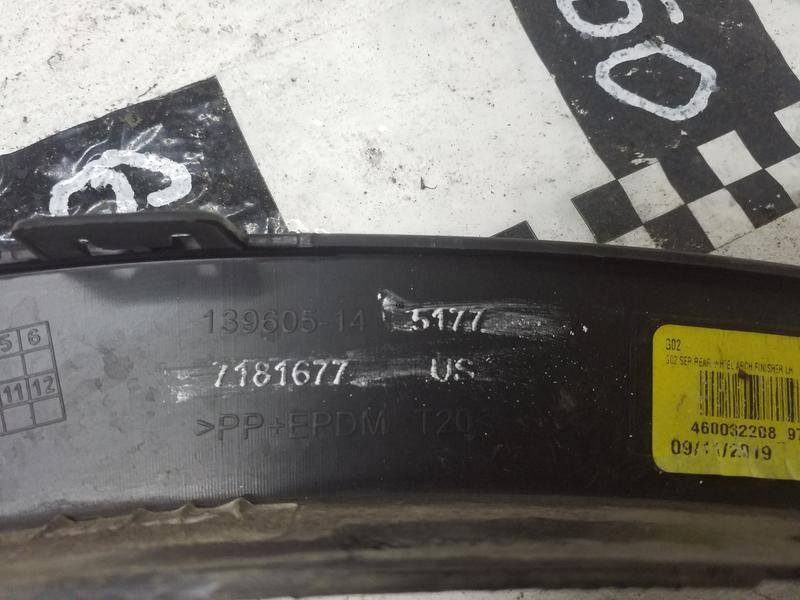 60
139605-14 5177
7181677 US
>PP+EPDM T20
5 6
11 12
G02
G02 SER REAR WHEEL ARCH FINISHER LH
460032208 97
09/11/2019